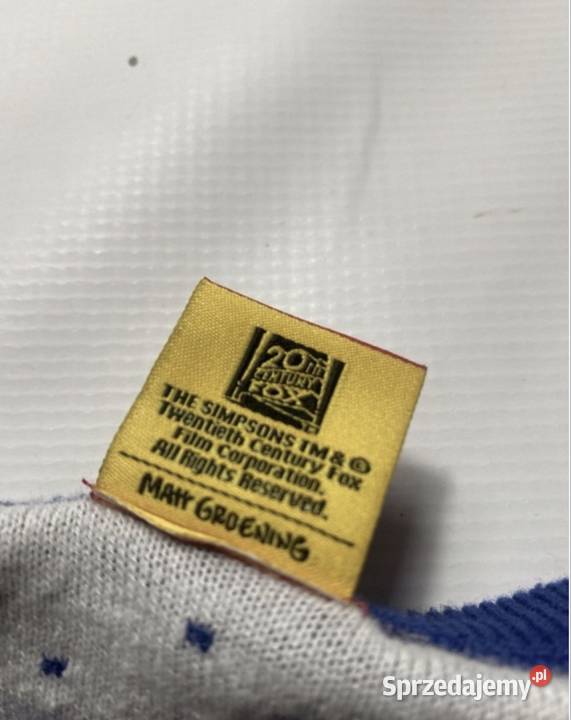 20TH
CENTURY
FOX
THE SIMPSONS TM & ©
Twentieth Century Fox
Film Corporation.
All Rights Reserved.
MATT GROENING
Sprzedajemy.pl